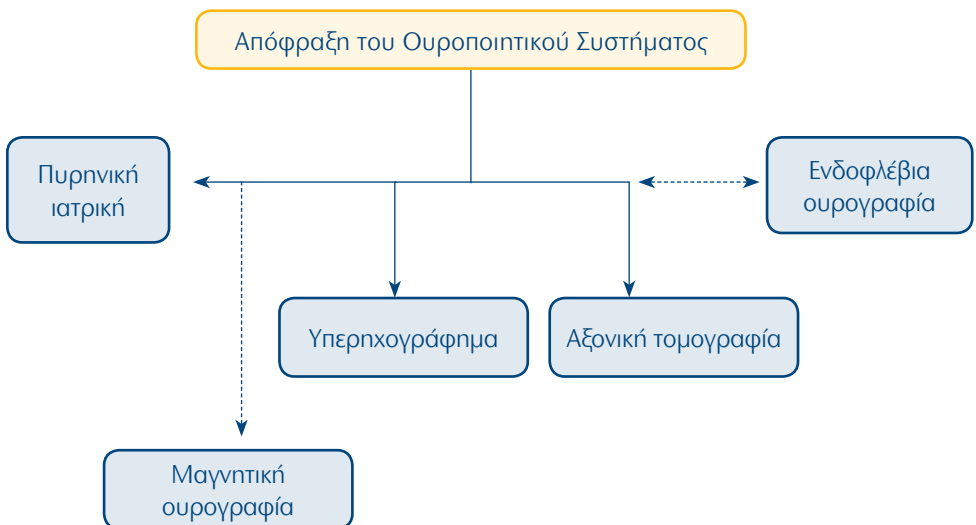 Απόφραξη του Ουροποιητικού Συστήματος
Πυρηνική
ιατρική
Ενδοφλέβια
ουρογραφία
Υπερηχογράφημα
Αξονική τομογραφία
Μαγνητική
ουρογραφία